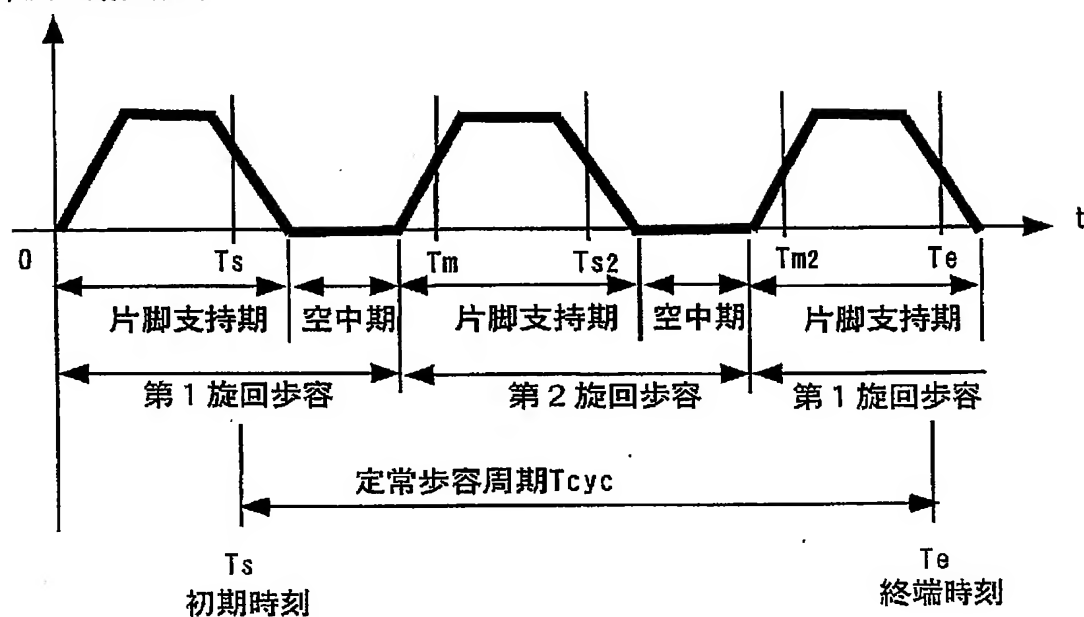 t
0 Ts Tm Ts2 Tm2 Te
片脚支持期 空中期 片脚支持期 空中期 片脚支持期
第1旋回歩容 第2旋回歩容 第1旋回歩容
定常歩容周期Tcyc
Ts
初期時刻
Te
終端時刻